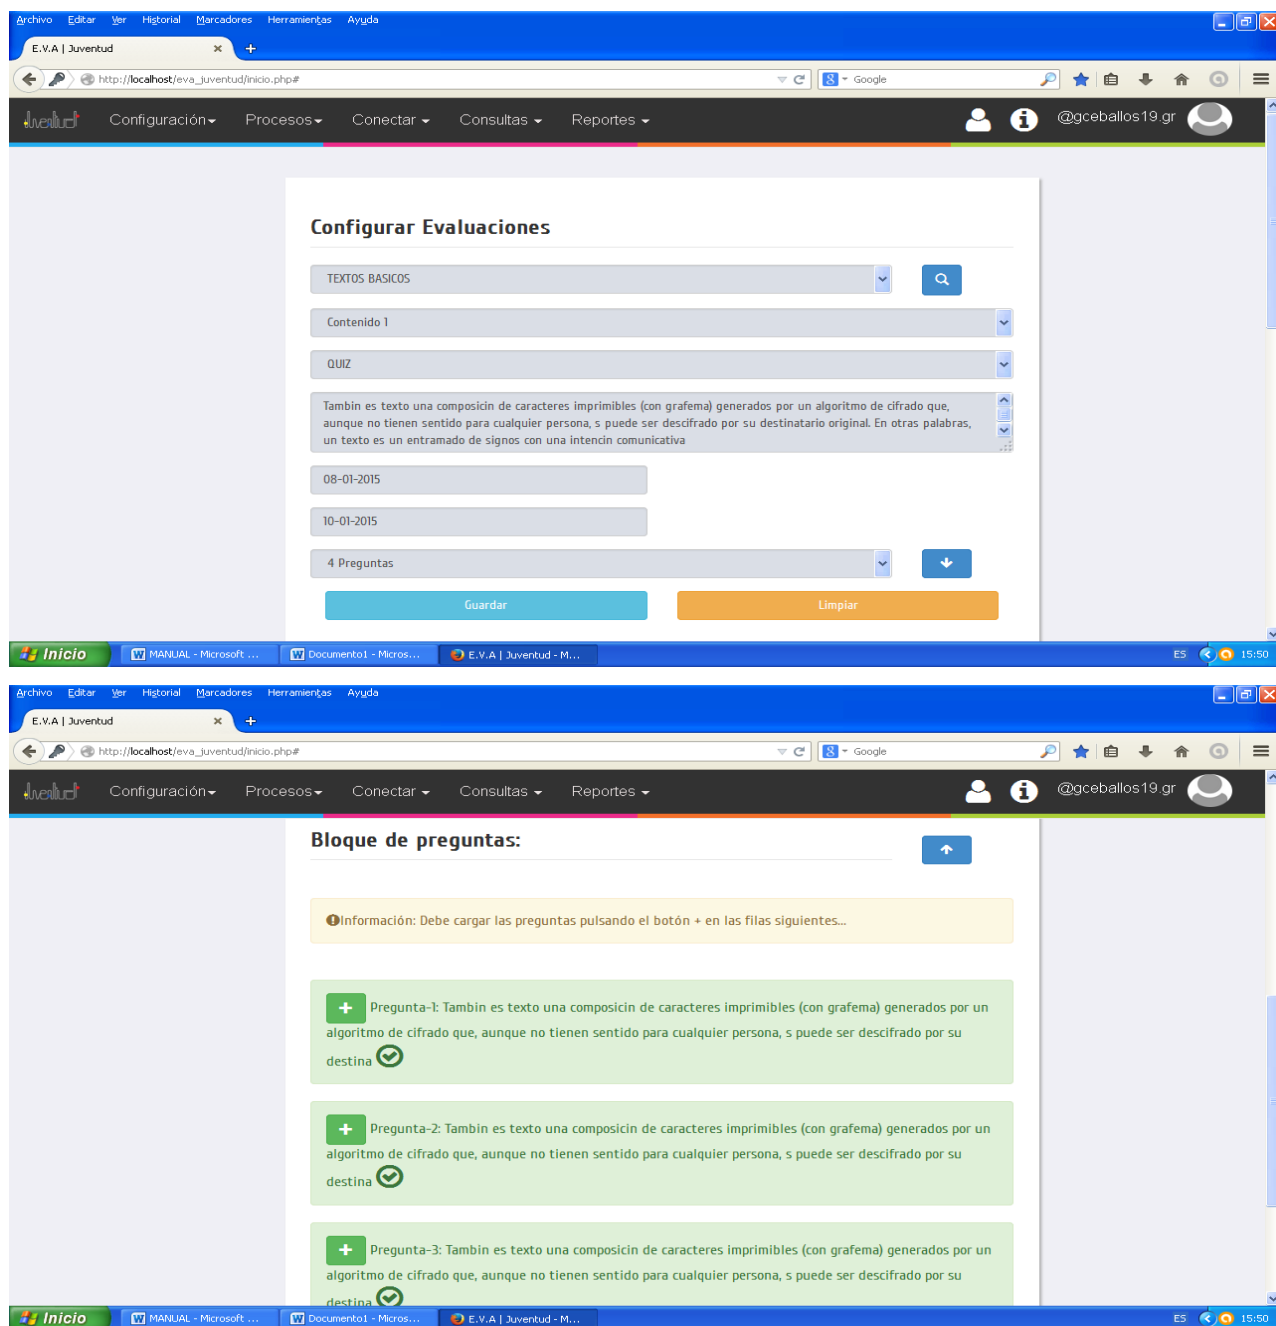 Archivo Editar Ver Historial Marcadores Herramientas Ayuda
E.V.A | Juventud
http://localhost/eva_juventud/inicio.php#
Google
Juventud Configuración Procesos Conectar Consultas Reportes @gceballos19.gr
Configurar Evaluaciones
TEXTOS BASICOS
Contenido 1
QUIZ
Tambin es texto una composicin de caracteres imprimibles (con grafema) generados por un algoritmo de cifrado que,
aunque no tienen sentido para cualquier persona, s puede ser descifrado por su destinatario original. En otras palabras,
un texto es un entramado de signos con una intencin comunicativa
08-01-2015
10-01-2015
4 Preguntas
Guardar Limpiar
Inicio MANUAL - Microsoft ... Documento1 - Micros... E.V.A | Juventud - M... ES 15:50
Archivo Editar Ver Historial Marcadores Herramientas Ayuda
E.V.A | Juventud
http://localhost/eva_juventud/inicio.php#
Google
Juventud Configuración Procesos Conectar Consultas Reportes @gceballos19.gr
Bloque de preguntas:
Información: Debe cargar las preguntas pulsando el botón + en las filas siguientes...
Pregunta-1: Tambin es texto una composicin de caracteres imprimibles (con grafema) generados por un
algoritmo de cifrado que, aunque no tienen sentido para cualquier persona, s puede ser descifrado por su
destina
Pregunta-2: Tambin es texto una composicin de caracteres imprimibles (con grafema) generados por un
algoritmo de cifrado que, aunque no tienen sentido para cualquier persona, s puede ser descifrado por su
destina
Pregunta-3: Tambin es texto una composicin de caracteres imprimibles (con grafema) generados por un
algoritmo de cifrado que, aunque no tienen sentido para cualquier persona, s puede ser descifrado por su
destina
Inicio MANUAL - Microsoft ... Documento1 - Micros... E.V.A | Juventud - M... ES 15:50